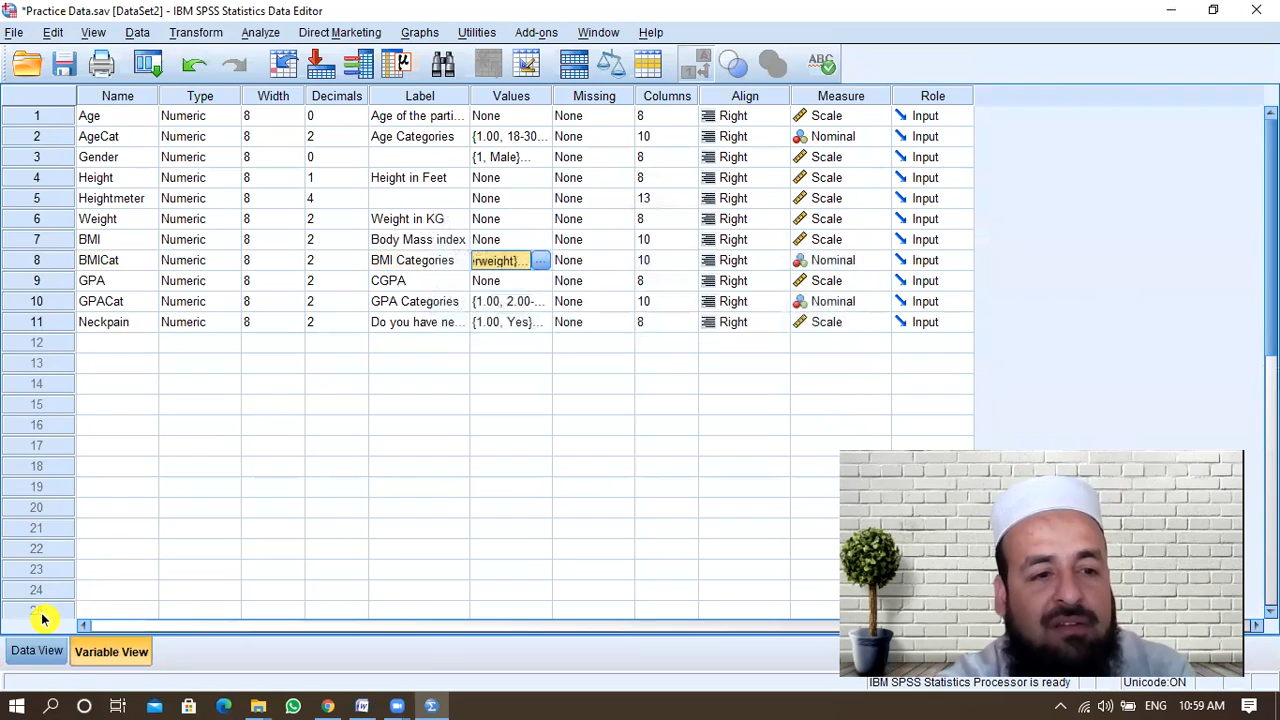 *Practice Data.sav [DataSet2] - IBM SPSS Statistics Data Editor
File Edit View Data Transform Analyze Direct Marketing Graphs Utilities Add-ons Window Help
Name Type Width Decimals Label Values Missing Columns Align Measure Role
1 Age Numeric 8 0 Age of the parti... None None 8 Right Scale Input
2 AgeCat Numeric 8 2 Age Categories {1.00, 18-30... None 10 Right Nominal Input
3 Gender Numeric 8 0 {1, Male}... None 8 Right Scale Input
4 Height Numeric 8 1 Height in Feet None None 8 Right Scale Input
5 Heightmeter Numeric 8 4 None None 13 Right Scale Input
6 Weight Numeric 8 2 Weight in KG None None 8 Right Scale Input
7 BMI Numeric 8 2 Body Mass index None None 10 Right Scale Input
8 BMICat Numeric 8 2 BMI Categories erweight}... ... None 10 Right Nominal Input
9 GPA Numeric 8 2 CGPA None None 8 Right Scale Input
10 GPACat Numeric 8 2 GPA Categories {1.00, 2.00-... None 10 Right Nominal Input
11 Neckpain Numeric 8 2 Do you have ne... {1.00, Yes}... None 8 Right Scale Input
12
13
14
15
16
17
18
19
20
21
22
23
24
Data View Variable View
IBM SPSS Statistics Processor is ready Unicode:ON
ENG 10:59 AM